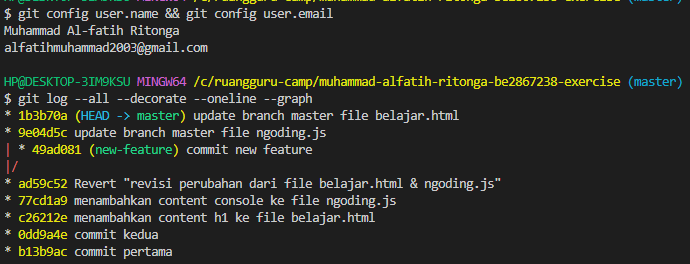 $ git config user.name && git config user.email
Muhammad Al-fatih Ritonga
alfatihmuhammad2003@gmail.com
HP@DESKTOP-3IM9KSU MINGW64 /c/ruangguru-camp/muhammad-alfatih-ritonga-be2867238-exercise (master)
$ git log --all --decorate --oneline --graph
* 1b3b70a (HEAD -> master) update branch master file belajar.html
* 9e04d5c update branch master file ngoding.js
| * 49ad081 (new-feature) commit new feature
|/
* ad59c52 Revert "revisi perubahan dari file belajar.html & ngoding.js"
* 77cd1a9 menambahkan content console ke file ngoding.js
* c26212e menambahkan content h1 ke file belajar.html
* 0dd9a4e commit kedua
* b13b9ac commit pertama